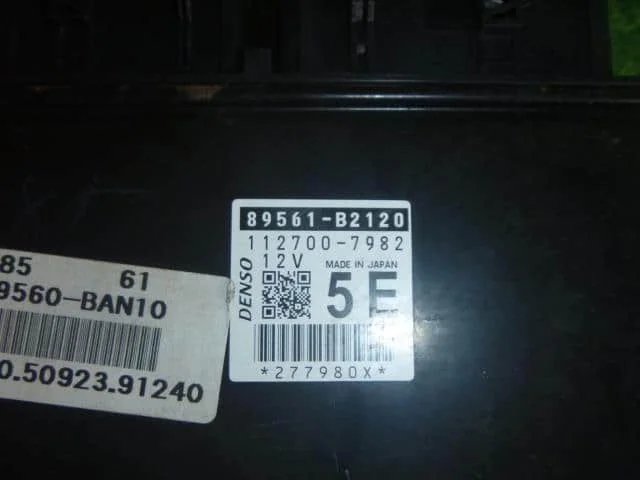 89561-B2120
112700-7982
DENSO
12V
MADE IN JAPAN
5E
*277980X*
85 61
9560-BAN10
0.50923.91240